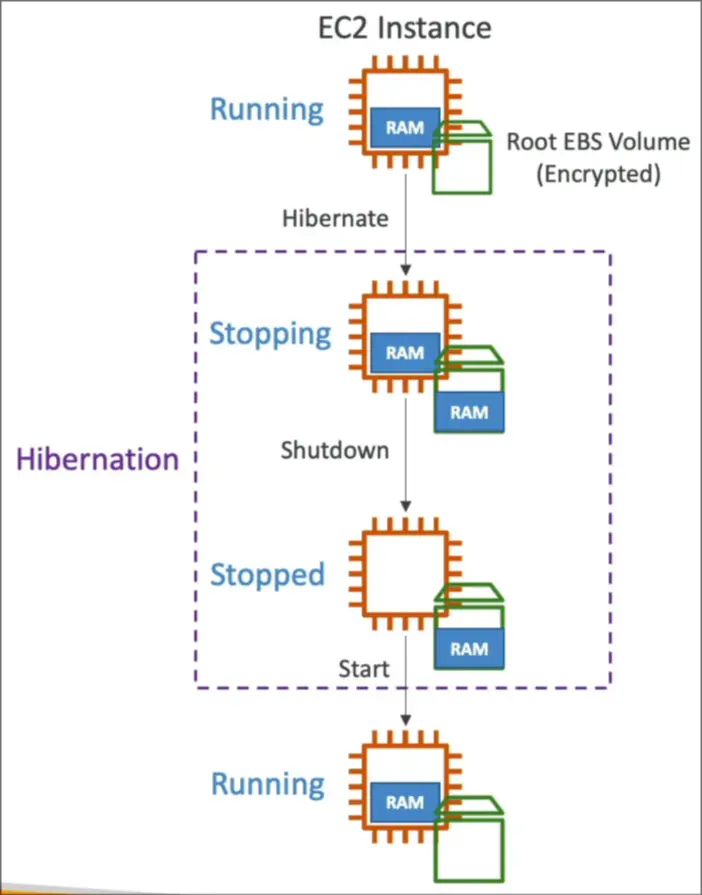 EC2 Instance
Running
RAM
Root EBS Volume
(Encrypted)
Hibernate
Stopping
RAM
RAM
Hibernation
Shutdown
Stopped
RAM
Start
Running
RAM